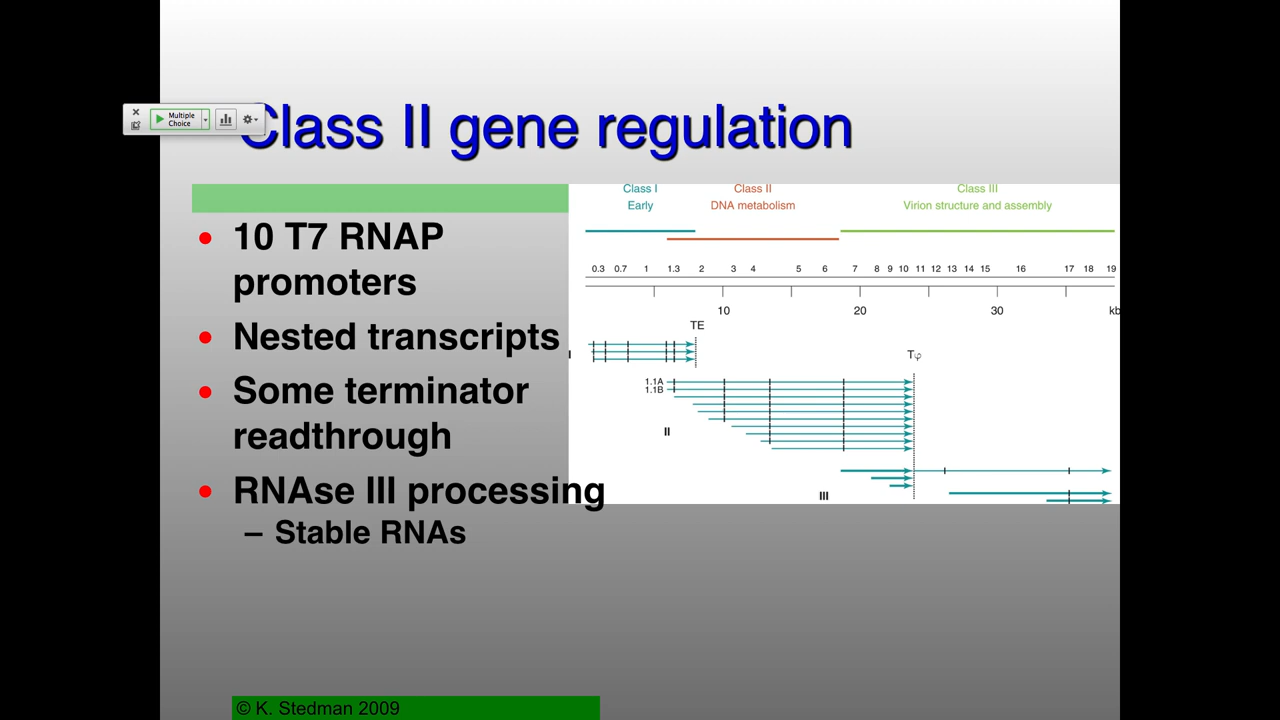 Multiple
Choice
Class II gene regulation
• 10 T7 RNAP
promoters
• Nested transcripts
• Some terminator
readthrough
• RNAse III processing
– Stable RNAs
Class I
Early
Class II
DNA metabolism
Class III
Virion structure and assembly
0.3 0.7 1 1.3 2 3 4 5 6 7 8 9 10 11 12 13 14 15 16 17 18 19
10 20 30 kb
TE
Tφ
I
1.1A
1.1B
II
III
© K. Stedman 2009